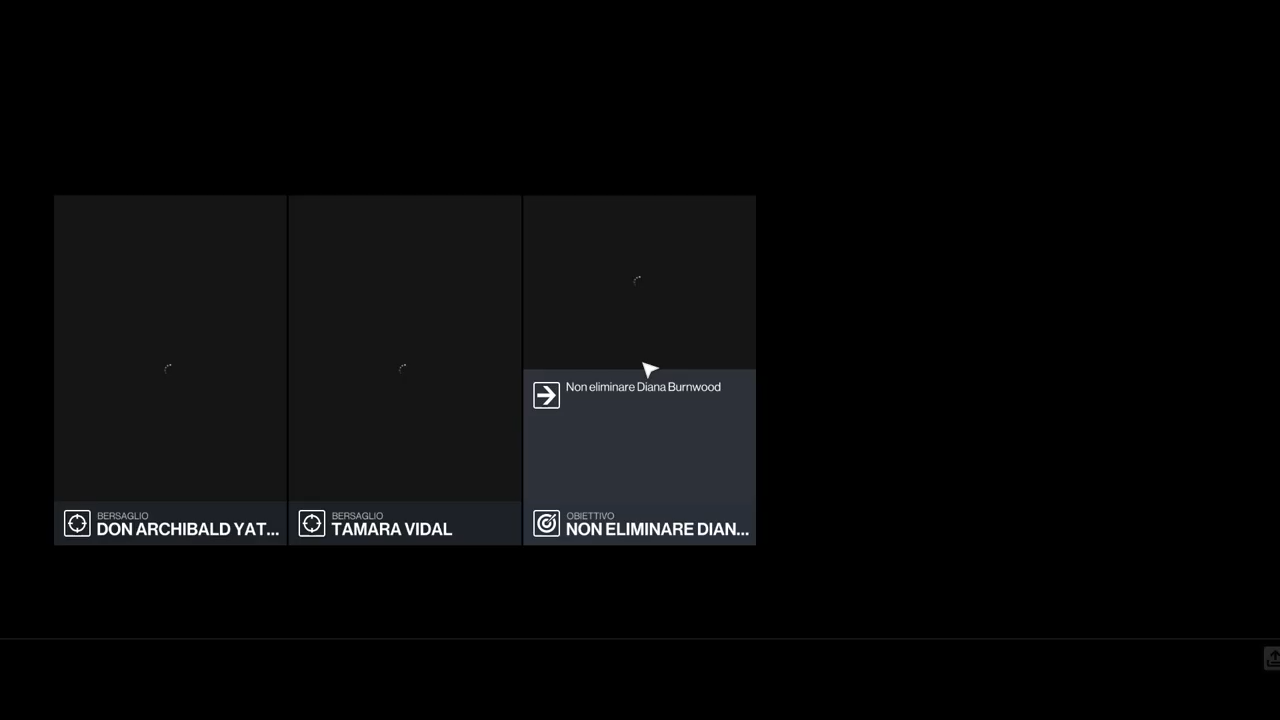 Non eliminare Diana Burnwood
BERSAGLIO
DON ARCHIBALD YAT...
BERSAGLIO
TAMARA VIDAL
OBIETTIVO
NON ELIMINARE DIAN...